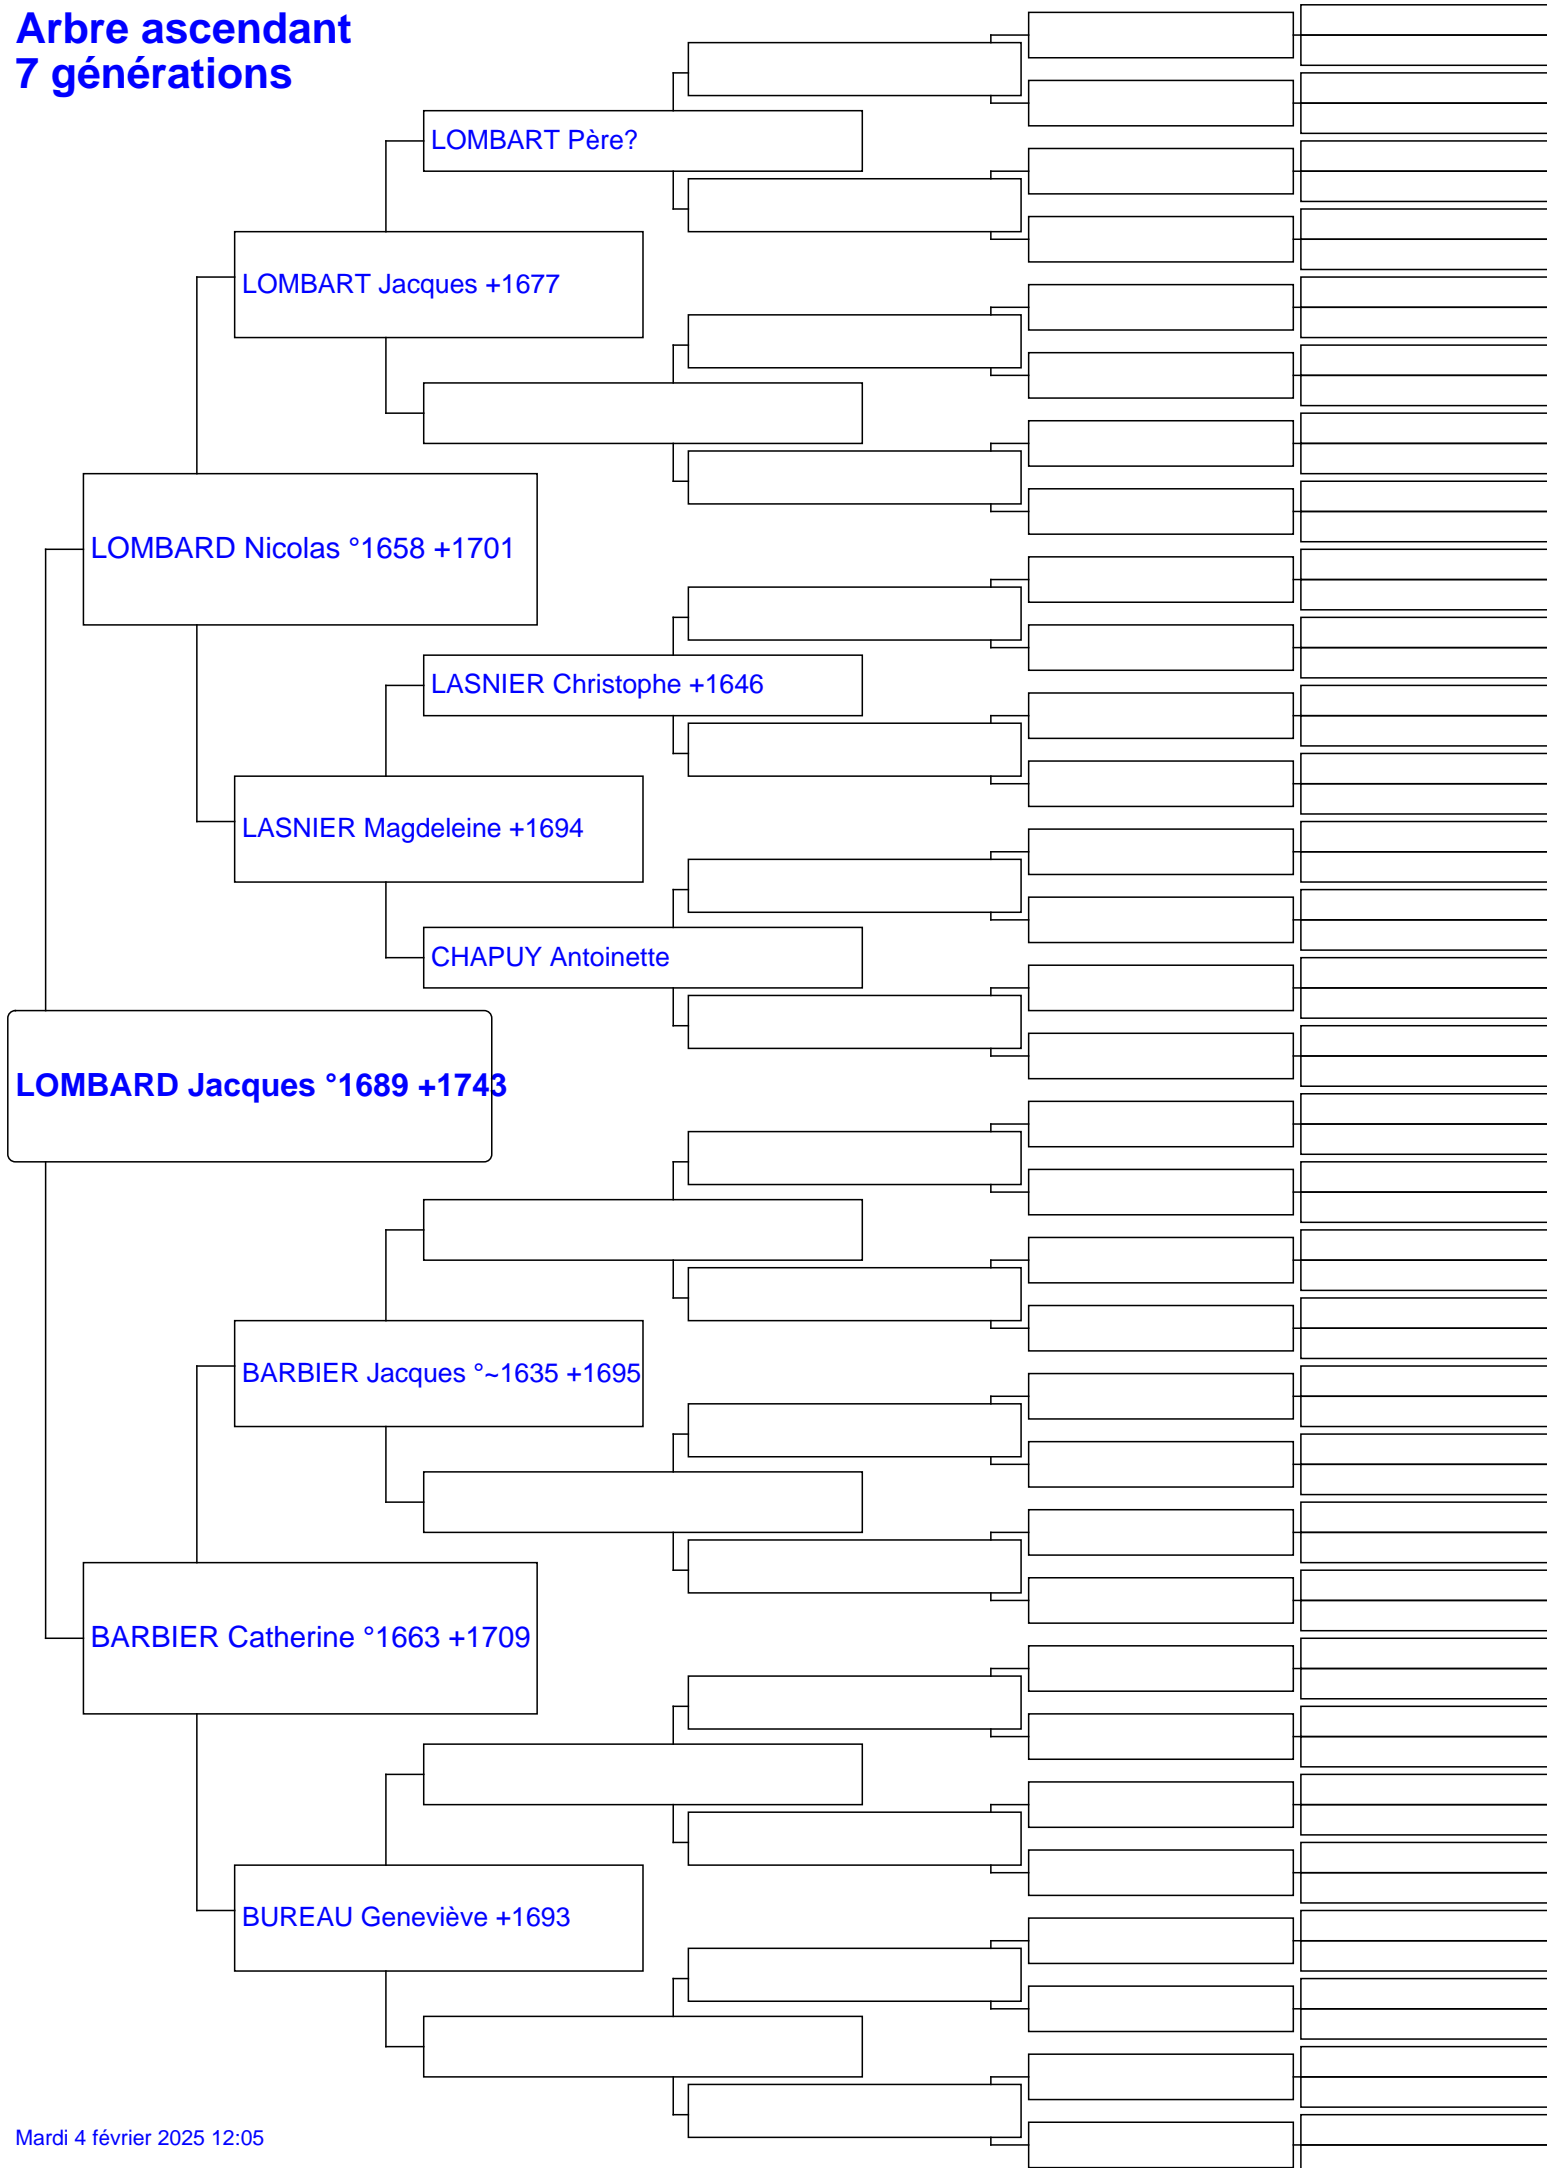 Arbre ascendant
7 générations
LOMBART Père?
LOMBART Jacques +1677
LOMBARD Nicolas °1658 +1701
LASNIER Christophe +1646
LASNIER Magdeleine +1694
CHAPUY Antoinette
LOMBARD Jacques °1689 +1743
BARBIER Jacques °~1635 +1695
BARBIER Catherine °1663 +1709
BUREAU Geneviève +1693
Mardi 4 février 2025 12:05